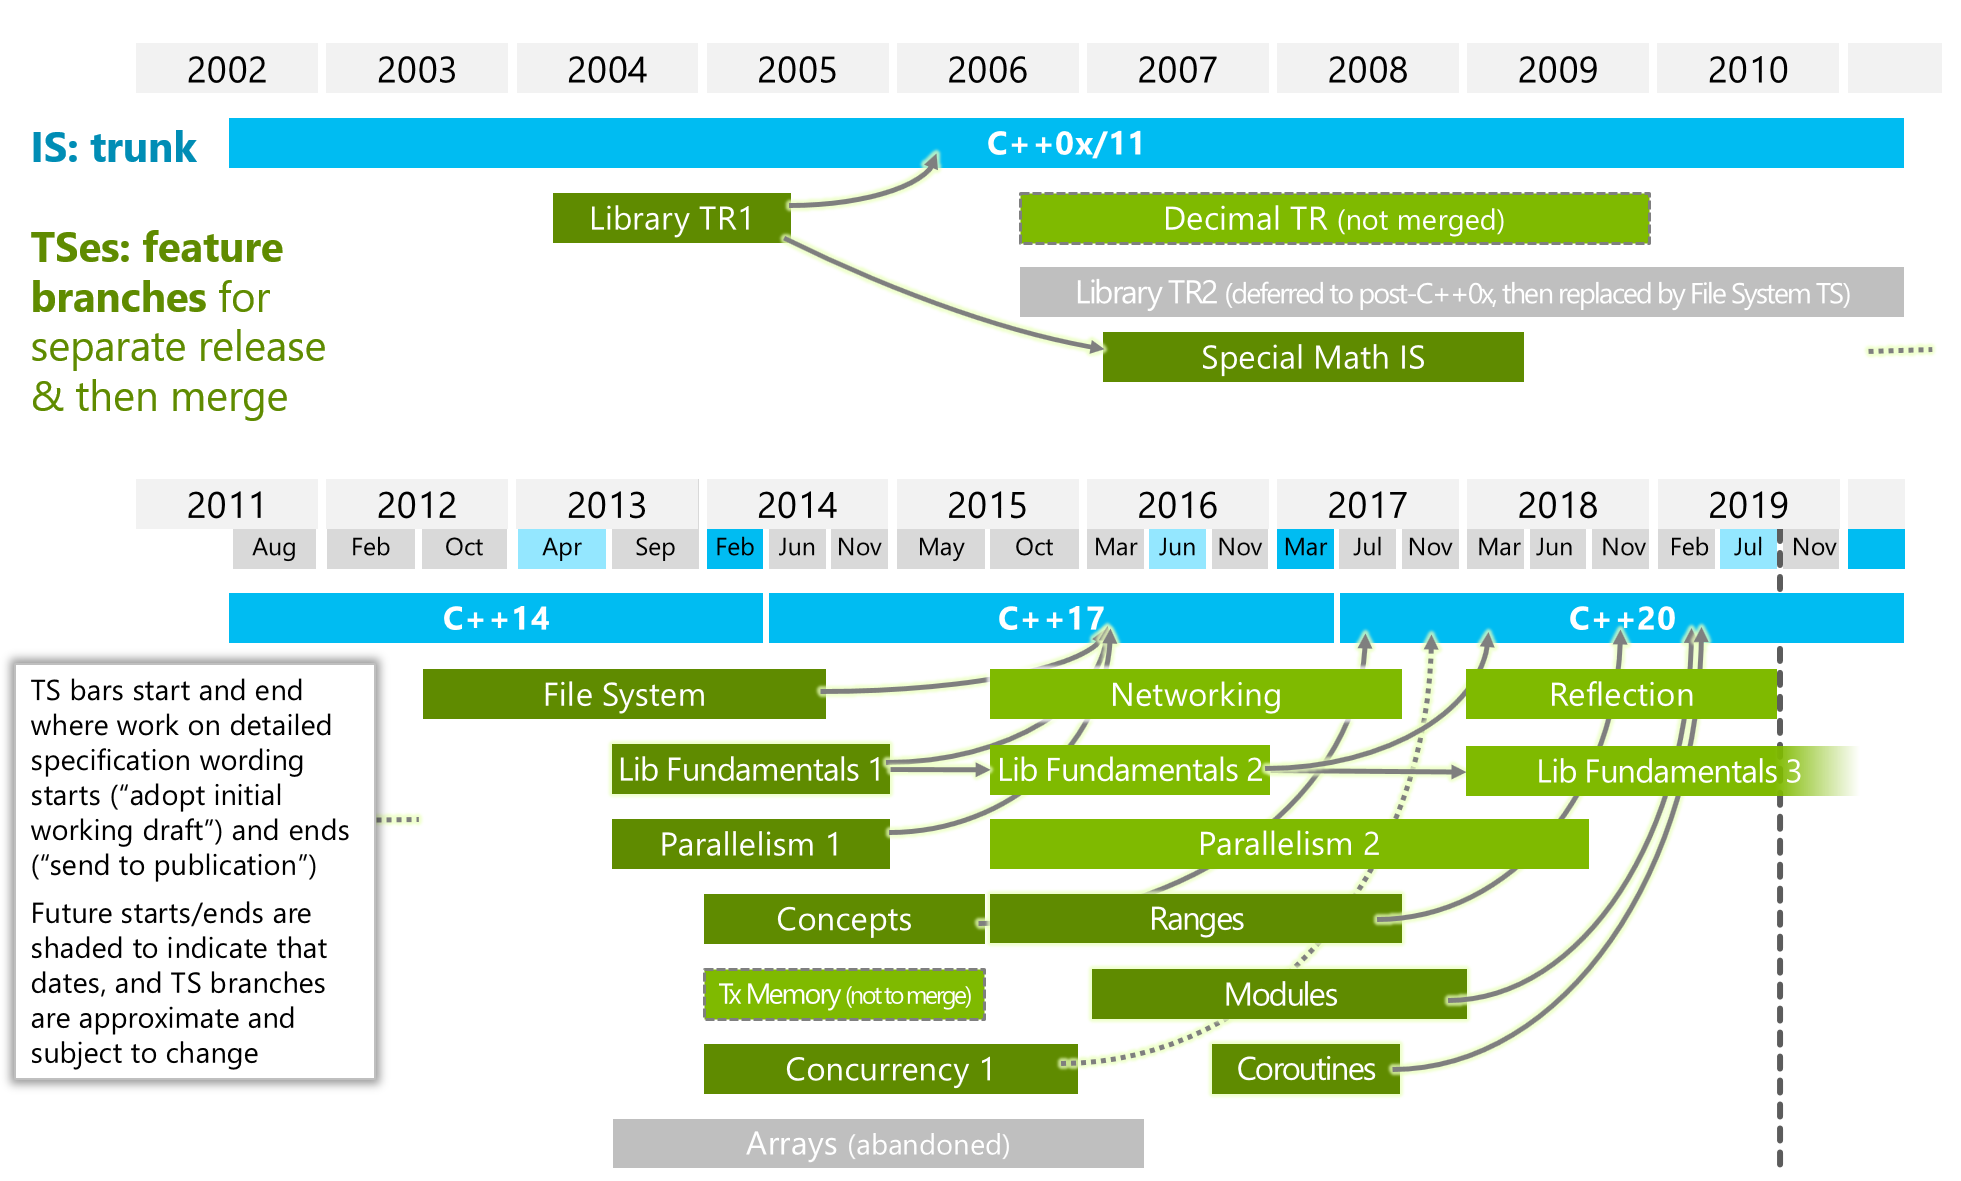 2002 2003 2004 2005 2006 2007 2008 2009 2010
IS: trunk
C++0x/11
TSes: feature
branches for
separate release
& then merge
Library TR1
Decimal TR (not merged)
Library TR2 (deferred to post-C++0x, then replaced by File System TS)
Special Math IS
2011 2012 2013 2014 2015 2016 2017 2018 2019
Aug Feb Oct Apr Sep Feb Jun Nov May Oct Mar Jun Nov Mar Jul Nov Mar Jun Nov Feb Jul Nov
C++14 C++17 C++20
TS bars start and end
where work on detailed
specification wording
starts (“adopt initial
working draft”) and ends
(“send to publication”)
Future starts/ends are
shaded to indicate that
dates, and TS branches
are approximate and
subject to change
File System Networking Reflection
Lib Fundamentals 1 Lib Fundamentals 2 Lib Fundamentals 3
Parallelism 1 Parallelism 2
Concepts Ranges
Tx Memory (not to merge) Modules
Concurrency 1 Coroutines
Arrays (abandoned)